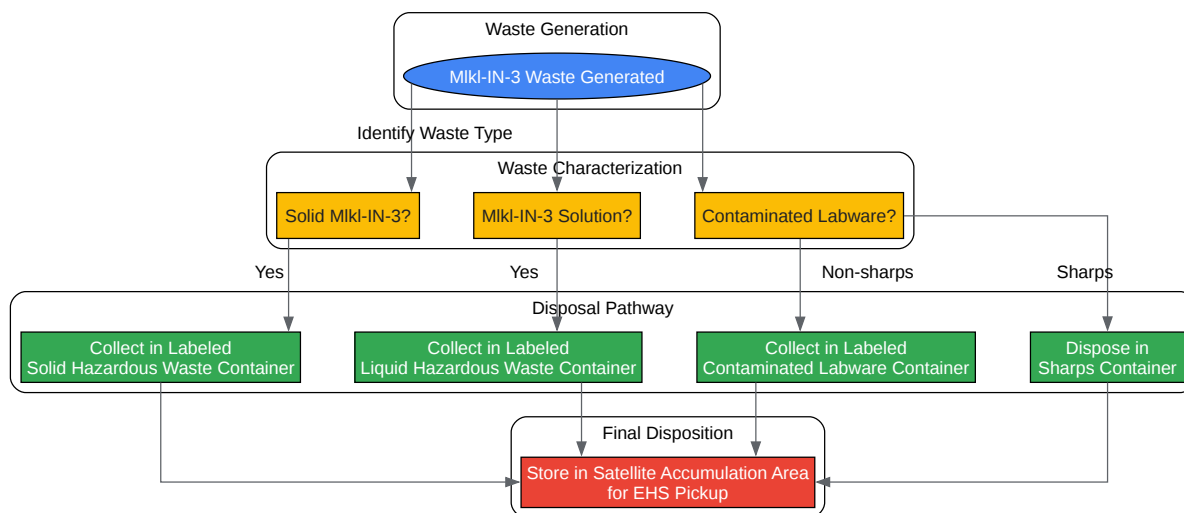 Waste Generation
Mlkl-IN-3 Waste Generated
Identify Waste Type
Waste Characterization
Solid Mlkl-IN-3?
Mlkl-IN-3 Solution?
Contaminated Labware?
Yes
Yes
Non-sharps
Sharps
Disposal Pathway
Collect in Labeled
Solid Hazardous Waste Container
Collect in Labeled
Liquid Hazardous Waste Container
Collect in Labeled
Contaminated Labware Container
Dispose in
Sharps Container
Final Disposition
Store in Satellite Accumulation Area
for EHS Pickup